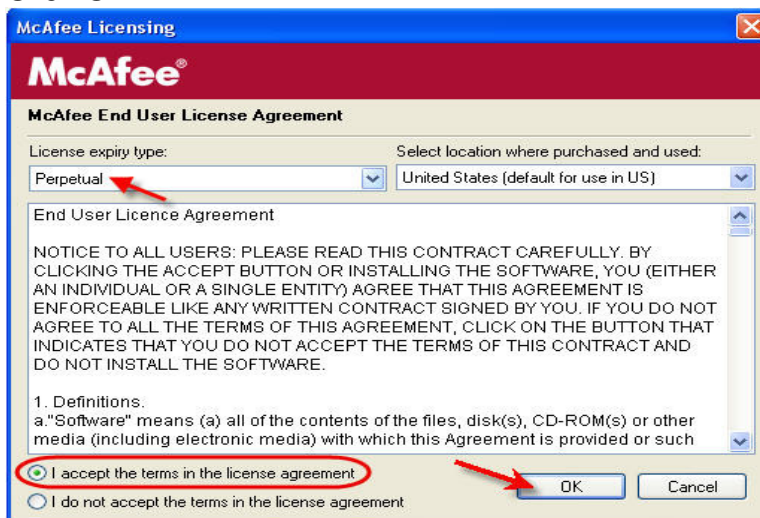 McAfee Licensing
McAfee®
McAfee End User License Agreement
License expiry type:
Select location where purchased and used:
Perpetual
United States (default for use in US)
End User Licence Agreement
NOTICE TO ALL USERS: PLEASE READ THIS CONTRACT CAREFULLY. BY
CLICKING THE ACCEPT BUTTON OR INSTALLING THE SOFTWARE, YOU (EITHER
AN INDIVIDUAL OR A SINGLE ENTITY) AGREE THAT THIS AGREEMENT IS
ENFORCEABLE LIKE ANY WRITTEN CONTRACT SIGNED BY YOU. IF YOU DO NOT
AGREE TO ALL THE TERMS OF THIS AGREEMENT, CLICK ON THE BUTTON THAT
INDICATES THAT YOU DO NOT ACCEPT THE TERMS OF THIS CONTRACT AND
DO NOT INSTALL THE SOFTWARE.
1. Definitions.
a."Software" means (a) all of the contents of the files, disk(s), CD-ROM(s) or other
media (including electronic media) with which this Agreement is provided or such
I accept the terms in the license agreement
OK
Cancel
I do not accept the terms in the license agreement